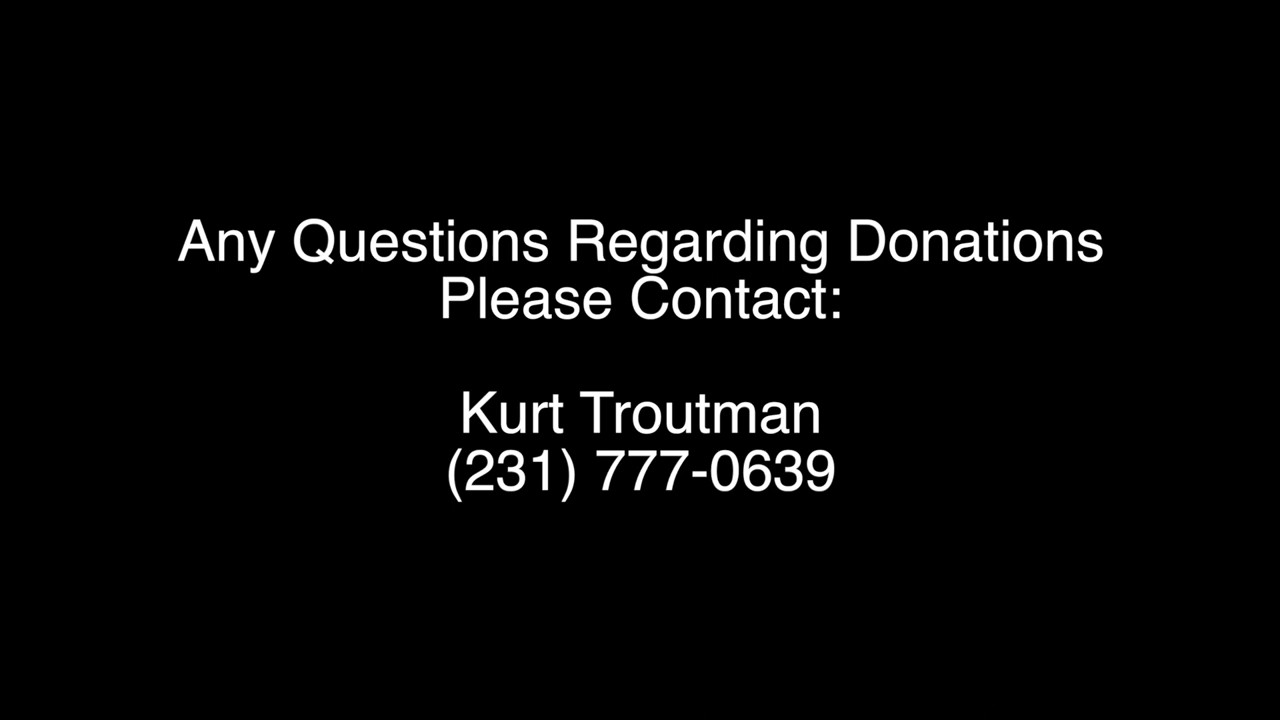 Any Questions Regarding Donations
Please Contact:
Kurt Troutman
(231) 777-0639